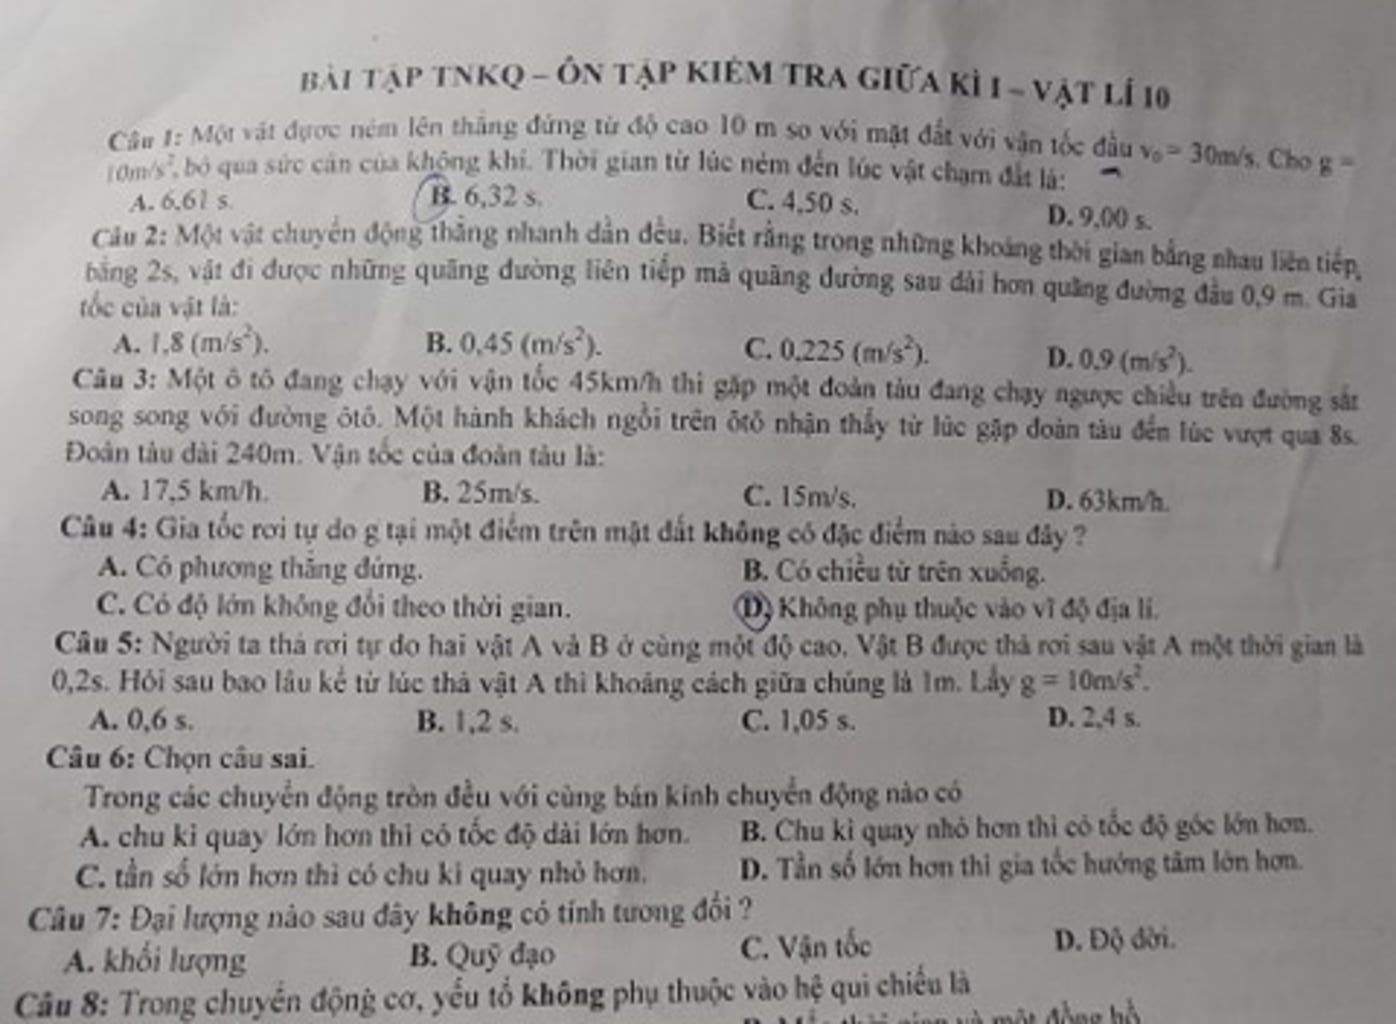 BÀI TẬP TNKQ – ÔN TẬP KIỂM TRA GIỮA KÌ I – VẬT LÍ 10
Câu 1: Một vật được ném lên thẳng đứng từ độ cao 10 m so với mặt đất với vận tốc đầu v₀ = 30m/s. Cho g =
10m/s², bỏ qua sức cản của không khí. Thời gian từ lúc ném đến lúc vật chạm đất là:
A. 6,61 s. B. 6,32 s. C. 4,50 s. D. 9,00 s.
Câu 2: Một vật chuyển động thẳng nhanh dần đều. Biết rằng trong những khoảng thời gian bằng nhau liên tiếp,
bằng 2s, vật đi được những quãng đường liên tiếp mà quãng đường sau dài hơn quãng đường đầu 0,9 m. Gia
tốc của vật là:
A. 1,8 (m/s²). B. 0,45 (m/s²). C. 0,225 (m/s²). D. 0,9 (m/s²).
Câu 3: Một ô tô đang chạy với vận tốc 45km/h thì gặp một đoàn tàu đang chạy ngược chiều trên đường sắt
song song với đường ôtô. Một hành khách ngồi trên ôtô nhận thấy từ lúc gặp đoàn tàu đến lúc vượt qua 8s.
Đoàn tàu dài 240m. Vận tốc của đoàn tàu là:
A. 17,5 km/h. B. 25m/s. C. 15m/s. D. 63km/h.
Câu 4: Gia tốc rơi tự do g tại một điểm trên mặt đất không có đặc điểm nào sau đây ?
A. Có phương thẳng đứng. B. Có chiều từ trên xuống.
C. Có độ lớn không đổi theo thời gian. D. Không phụ thuộc vào vĩ độ địa lí.
Câu 5: Người ta thả rơi tự do hai vật A và B ở cùng một độ cao. Vật B được thả rơi sau vật A một thời gian là
0,2s. Hỏi sau bao lâu kể từ lúc thả vật A thì khoảng cách giữa chúng là 1m. Lấy g = 10m/s².
A. 0,6 s. B. 1,2 s. C. 1,05 s. D. 2,4 s.
Câu 6: Chọn câu sai.
Trong các chuyển động tròn đều với cùng bán kính chuyển động nào có
A. chu kì quay lớn hơn thì có tốc độ dài lớn hơn. B. Chu kì quay nhỏ hơn thì có tốc độ góc lớn hơn.
C. tần số lớn hơn thì có chu kì quay nhỏ hơn. D. Tần số lớn hơn thì gia tốc hướng tâm lớn hơn.
Câu 7: Đại lượng nào sau đây không có tính tương đối ?
A. khối lượng B. Quỹ đạo C. Vận tốc D. Độ dời.
Câu 8: Trong chuyển động cơ, yếu tố không phụ thuộc vào hệ qui chiếu là
và một đồng hồ